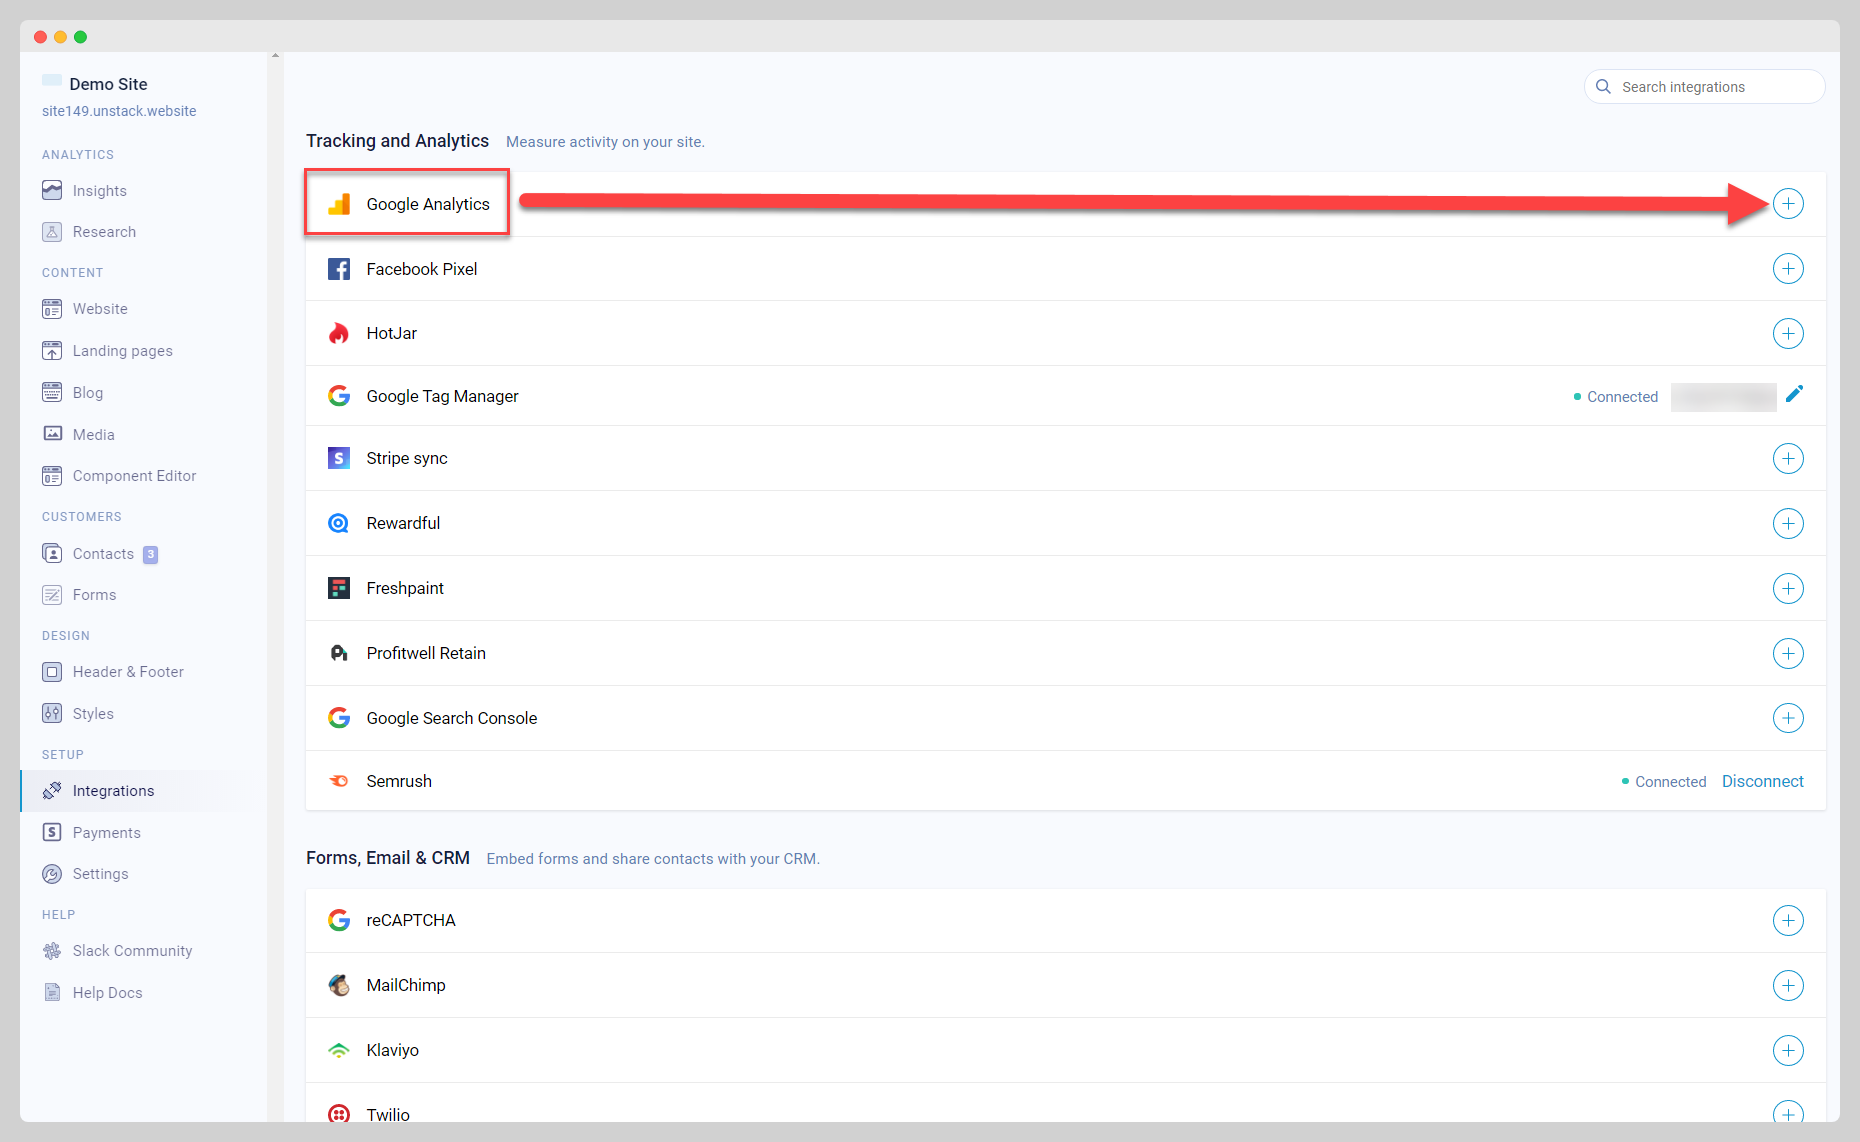 Demo Site
site149.unstack.website
ANALYTICS
Insights
Research
CONTENT
Website
Landing pages
Blog
Media
Component Editor
CUSTOMERS
Contacts 3
Forms
DESIGN
Header & Footer
Styles
SETUP
Integrations
Payments
Settings
HELP
Slack Community
Help Docs
Search integrations
Tracking and Analytics Measure activity on your site.
Google Analytics
Facebook Pixel
HotJar
Google Tag Manager Connected
Stripe sync
Rewardful
Freshpaint
Profitwell Retain
Google Search Console
Semrush Connected Disconnect
Forms, Email & CRM Embed forms and share contacts with your CRM.
reCAPTCHA
MailChimp
Klaviyo
Twilio